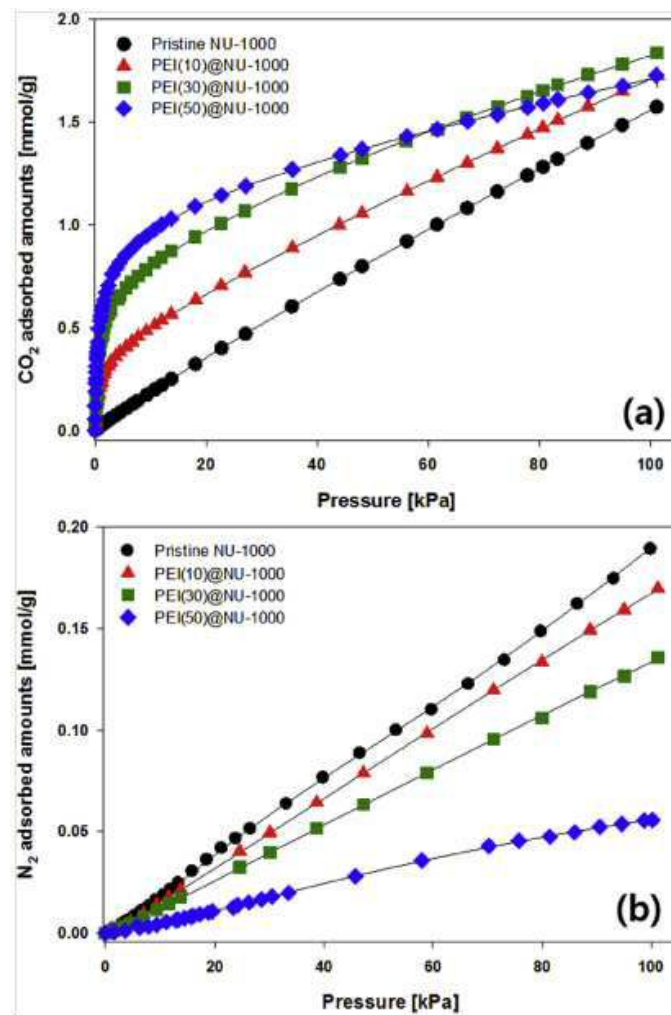 2.0
Pristine NU-1000
PEI(10)@NU-1000
PEI(30)@NU-1000
PEI(50)@NU-1000
1.5
1.0
0.5
0.0
CO₂ adsorbed amounts [mmol/g]
(a)
0 20 40 60 80 100
Pressure [kPa]
0.20
Pristine NU-1000
PEI(10)@NU-1000
PEI(30)@NU-1000
PEI(50)@NU-1000
0.15
0.10
0.05
0.00
N₂ adsorbed amounts [mmol/g]
(b)
0 20 40 60 80 100
Pressure [kPa]